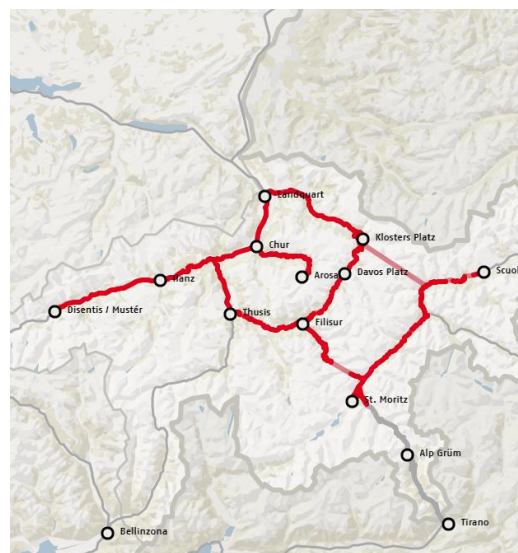 Landquart
Klosters Platz
Chur
Arosa
Davos Platz
Scuol
Ilanz
Disentis / Mustér
Thusis
Filisur
St. Moritz
Alp Grüm
Tirano
Bellinzona